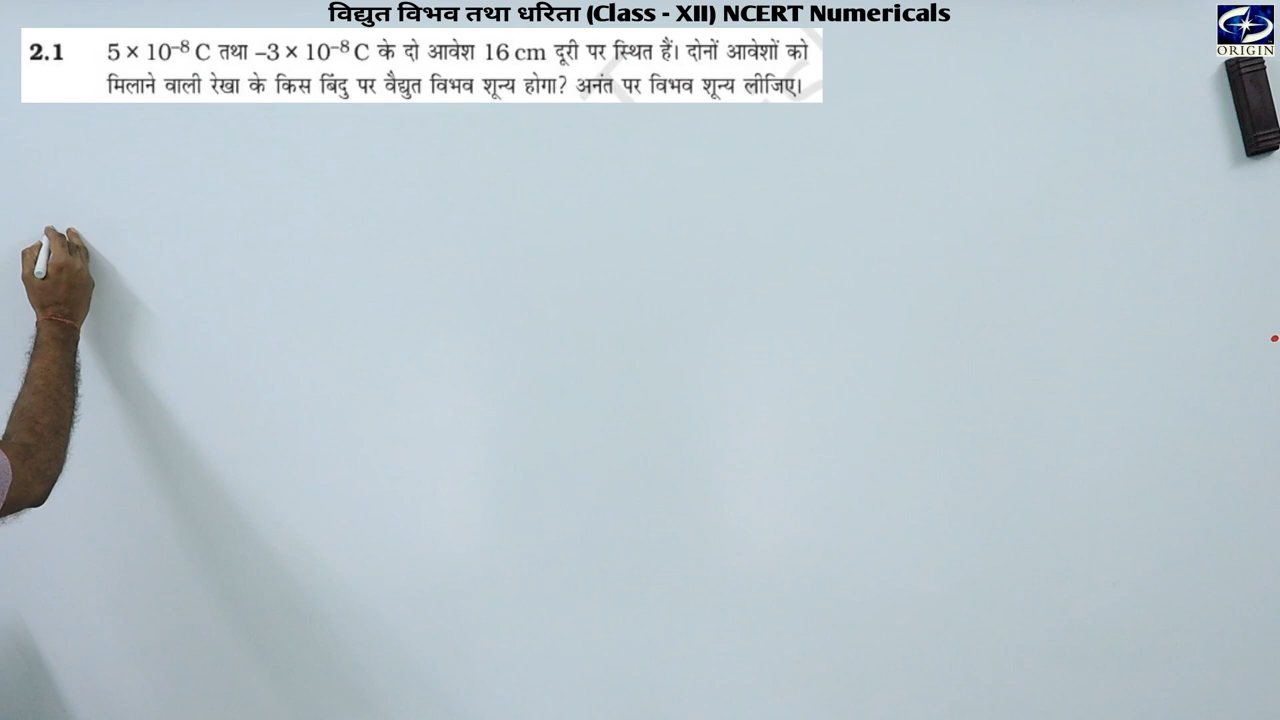 विद्युत विभव तथा धरिता (Class - XII) NCERT Numericals
ORIGIN
2.1 5 × 10⁻⁸ C तथा –3 × 10⁻⁸ C के दो आवेश 16 cm दूरी पर स्थित हैं। दोनों आवेशों को
मिलाने वाली रेखा के किस बिंदु पर वैद्युत विभव शून्य होगा? अनंत पर विभव शून्य लीजिए।